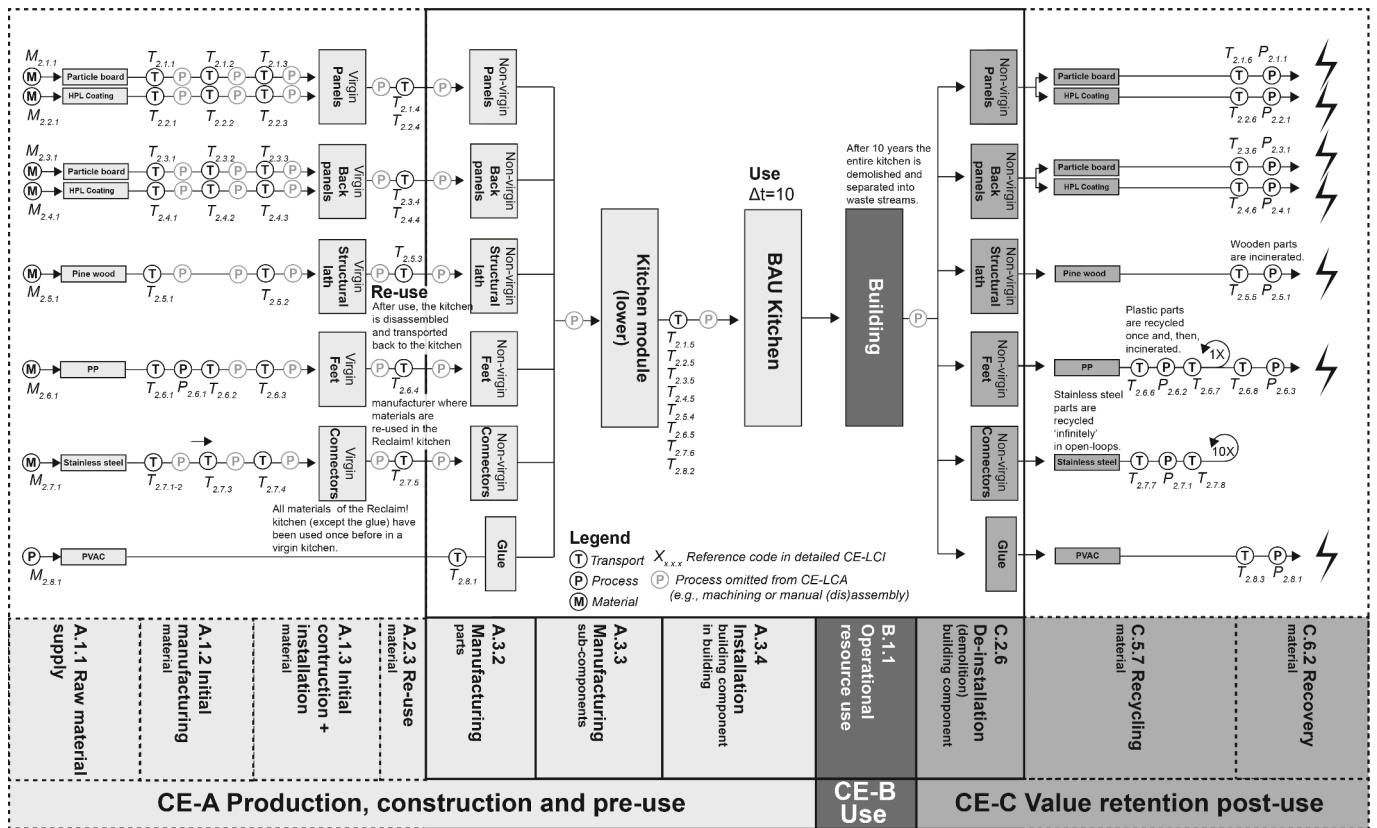 M2.1.1
T2.1.1
T2.1.2
T2.1.3
M
Particle board
T P T P T P
M
HPL Coating
T P T P T P
M2.2.1
T2.2.1
T2.2.2
T2.2.3
Virgin
Panels
P T P
T2.1.4
T2.2.4
Non-virgin
Panels
M2.3.1
T2.3.1
T2.3.2
T2.3.3
M
Particle board
T P T P T P
M
HPL Coating
T P T P T P
M2.4.1
T2.4.1
T2.4.2
T2.4.3
Virgin
Back
panels
P T P
T2.3.4
T2.4.4
Non-virgin
Back
panels
M
Pine wood
T P P T P
M2.5.1
T2.5.1
T2.5.2
Virgin
Structural
lath
T2.5.3
P T P
Non-virgin
Structural
lath
Re-use
After use, the kitchen
is disassembled
and transported
back to the kitchen
manufacturer where
materials are
re-used in the
Reclaim! kitchen
M
PP
T P T P T P
M2.6.1
T2.6.1
P2.6.1
T2.6.2
T2.6.3
Virgin
Feet
P T P
T2.6.4
Non-virgin
Feet
M
Stainless steel
T P T P T P
M2.7.1
T2.7.1-2
T2.7.3
T2.7.4
Virgin
Connectors
P T P
T2.7.5
Non-virgin
Connectors
All materials of the Reclaim!
kitchen (except the glue) have
been used once before in a
virgin kitchen.
P
PVAC
T
M2.8.1
T2.8.1
Glue
P
Kitchen module
(lower)
T P
T2.1.5
T2.2.5
T2.3.5
T2.4.5
T2.5.4
T2.6.5
T2.7.6
T2.8.2
Use
Δt=10
BAU Kitchen
After 10 years the
entire kitchen is
demolished and
separated into
waste streams.
Building
P
Legend
T Transport
Xx.x.x Reference code in detailed CE-LCI
P Process
P Process omitted from CE-LCA
(e.g., machining or manual (dis)assembly)
M Material
Non-virgin
Panels
T2.1.6
P2.1.1
Particle board
T P
HPL Coating
T P
T2.2.6
P2.2.1
Non-virgin
Back
panels
T2.3.6
P2.3.1
Particle board
T P
HPL Coating
T P
T2.4.6
P2.4.1
Non-virgin
Structural
lath
Wooden parts
are incinerated.
Pine wood
T P
T2.5.5
P2.5.1
Plastic parts
are recycled
once and, then,
incinerated.
Non-virgin
Feet
1X
PP
T P T T P
T2.6.6
P2.6.2
T2.6.7
T2.6.8
P2.6.3
Stainless steel
parts are
recycled
‘infinitely’
in open-loops.
Non-virgin
Connectors
10X
Stainless steel
T P T
T2.7.7
P2.7.1
T2.7.8
Glue
PVAC
T P
T2.8.3
P2.8.1
A.1.1 Raw material
supply
A.1.2 Initial
manufacturing
material
A.1.3 Initial
contruction +
installation
material
A.2.3 Re-use
material
A.3.2
Manufacturing
parts
A.3.3
Manufacturing
sub-components
A.3.4
Installation
building component
in building
B.1.1
Operational
resource use
C.2.6
De-installation
(demolition)
building component
C.5.7 Recycling
material
C.6.2 Recovery
material
CE-A Production, construction and pre-use
CE-B
Use
CE-C Value retention post-use